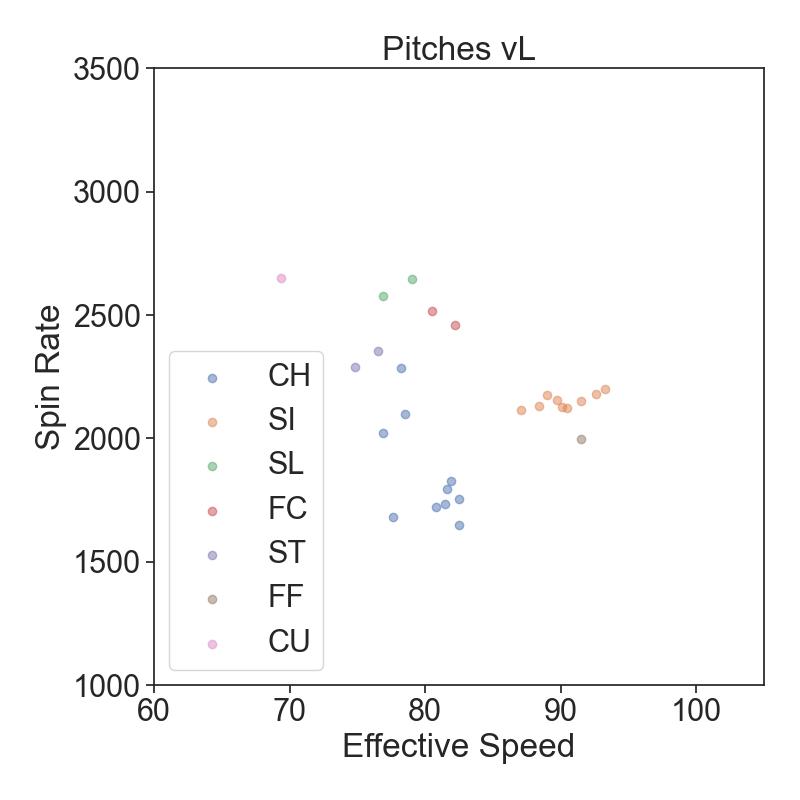 Pitches vL
3500
3000
2500
2000
1500
1000
Spin Rate
CH
SI
SL
FC
ST
FF
CU
60 70 80 90 100
Effective Speed